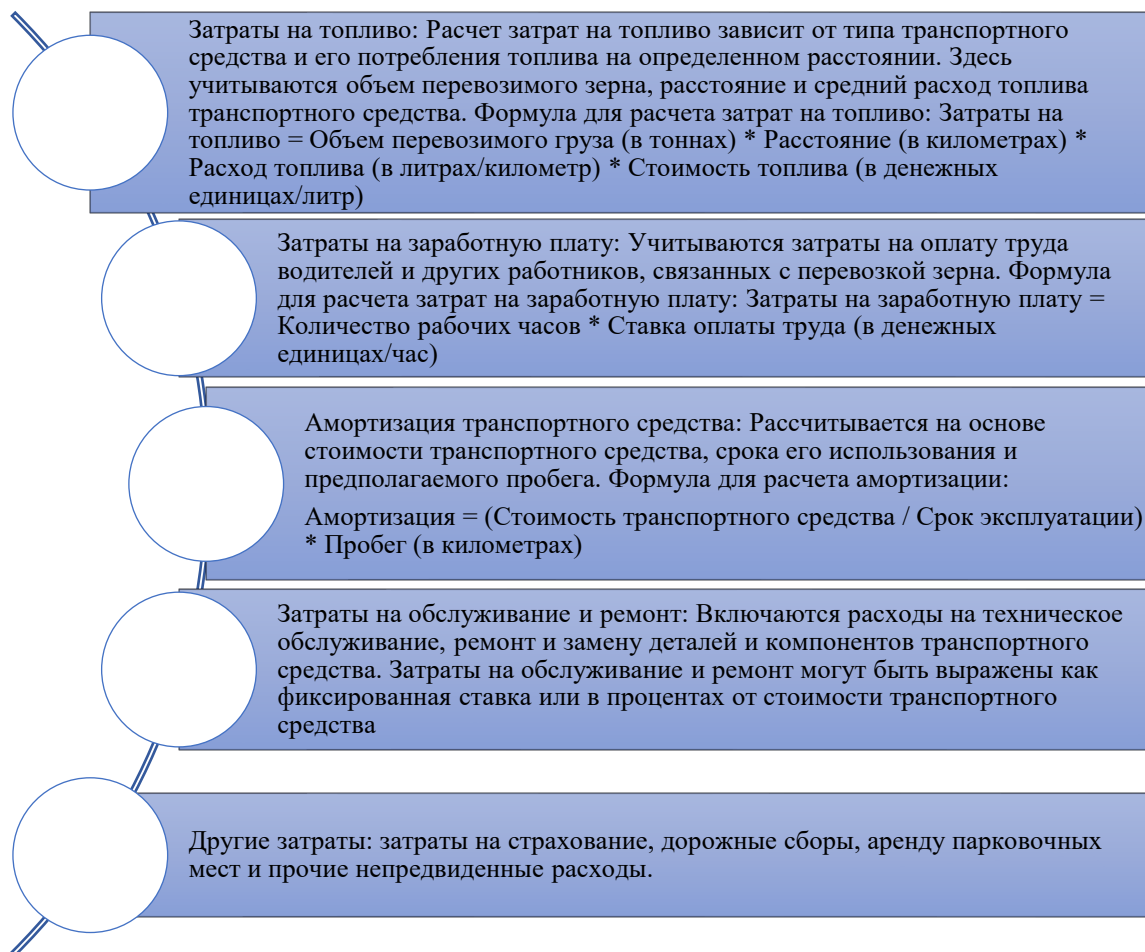 Затраты на топливо: Расчет затрат на топливо зависит от типа транспортного
средства и его потребления топлива на определенном расстоянии. Здесь
учитываются объем перевозимого зерна, расстояние и средний расход топлива
транспортного средства. Формула для расчета затрат на топливо: Затраты на
топливо = Объем перевозимого груза (в тоннах) * Расстояние (в километрах) *
Расход топлива (в литрах/километр) * Стоимость топлива (в денежных
единицах/литр)
Затраты на заработную плату: Учитываются затраты на оплату труда
водителей и других работников, связанных с перевозкой зерна. Формула
для расчета затрат на заработную плату: Затраты на заработную плату =
Количество рабочих часов * Ставка оплаты труда (в денежных
единицах/час)
Амортизация транспортного средства: Рассчитывается на основе
стоимости транспортного средства, срока его использования и
предполагаемого пробега. Формула для расчета амортизации:
Амортизация = (Стоимость транспортного средства / Срок эксплуатации)
* Пробег (в километрах)
Затраты на обслуживание и ремонт: Включаются расходы на техническое
обслуживание, ремонт и замену деталей и компонентов транспортного
средства. Затраты на обслуживание и ремонт могут быть выражены как
фиксированная ставка или в процентах от стоимости транспортного
средства
Другие затраты: затраты на страхование, дорожные сборы, аренду парковочных
мест и прочие непредвиденные расходы.